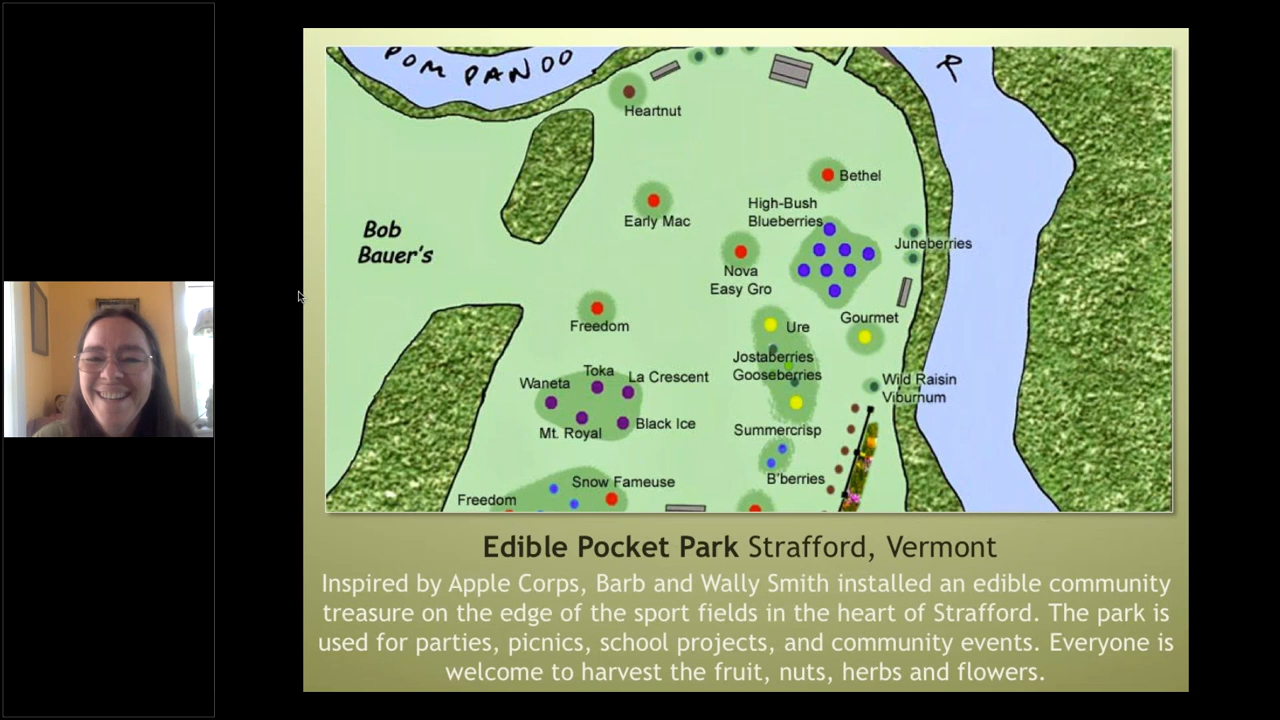 POMPANOO
R
Heartnut
Bethel
Early Mac
High-Bush
Blueberries
Bob
Bauer's
Juneberries
Nova
Easy Gro
Freedom
Ure
Gourmet
Jostaberries
Gooseberries
Toka
La Crescent
Waneta
Wild Raisin
Viburnum
Mt. Royal
Black Ice
Summercrisp
B'berries
Snow Fameuse
Freedom
Edible Pocket Park Strafford, Vermont
Inspired by Apple Corps, Barb and Wally Smith installed an edible community
treasure on the edge of the sport fields in the heart of Strafford. The park is
used for parties, picnics, school projects, and community events. Everyone is
welcome to harvest the fruit, nuts, herbs and flowers.